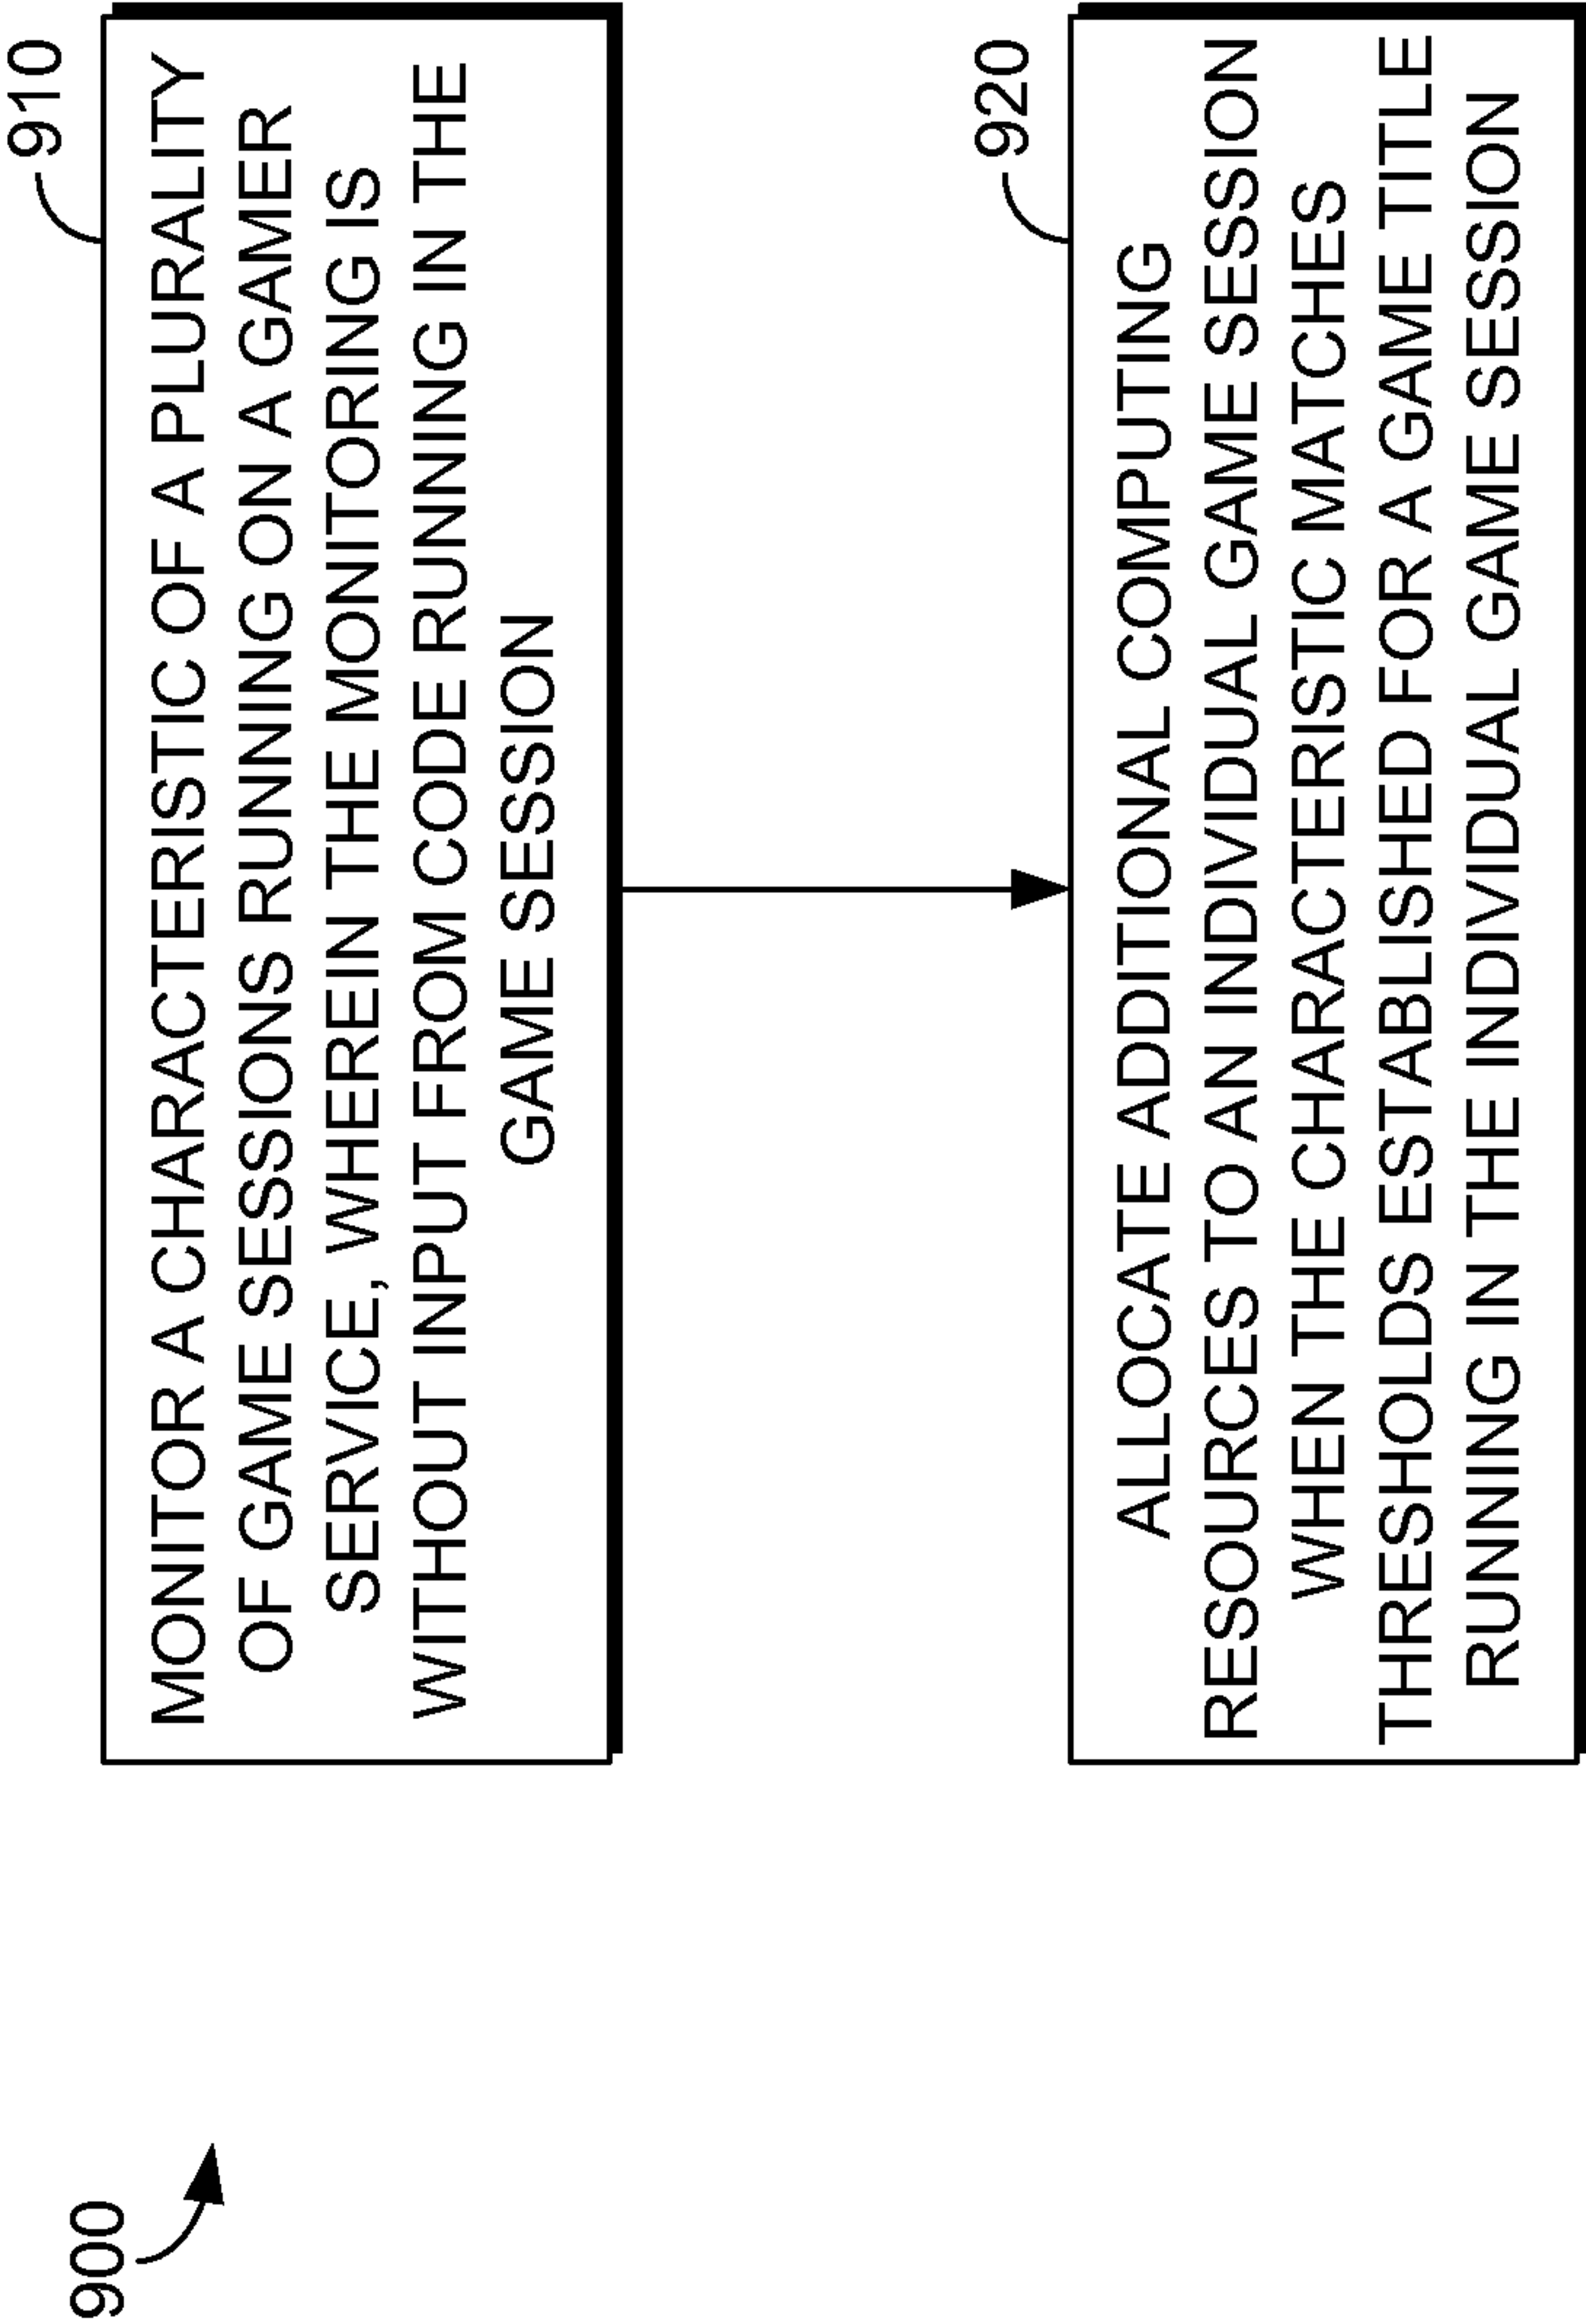 900
910
MONITOR A CHARACTERISTIC OF A PLURALITY
OF GAME SESSIONS RUNNING ON A GAMER
SERVICE, WHEREIN THE MONITORING IS
WITHOUT INPUT FROM CODE RUNNING IN THE
GAME SESSION
920
ALLOCATE ADDITIONAL COMPUTING
RESOURCES TO AN INDIVIDUAL GAME SESSION
WHEN THE CHARACTERISTIC MATCHES
THRESHOLDS ESTABLISHED FOR A GAME TITLE
RUNNING IN THE INDIVIDUAL GAME SESSION